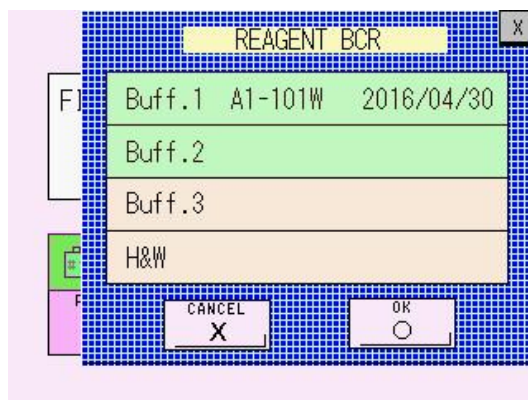 REAGENT BCR
X
Buff.1 A1-101W 2016/04/30
Buff.2
Buff.3
H&W
CANCEL
X
OK